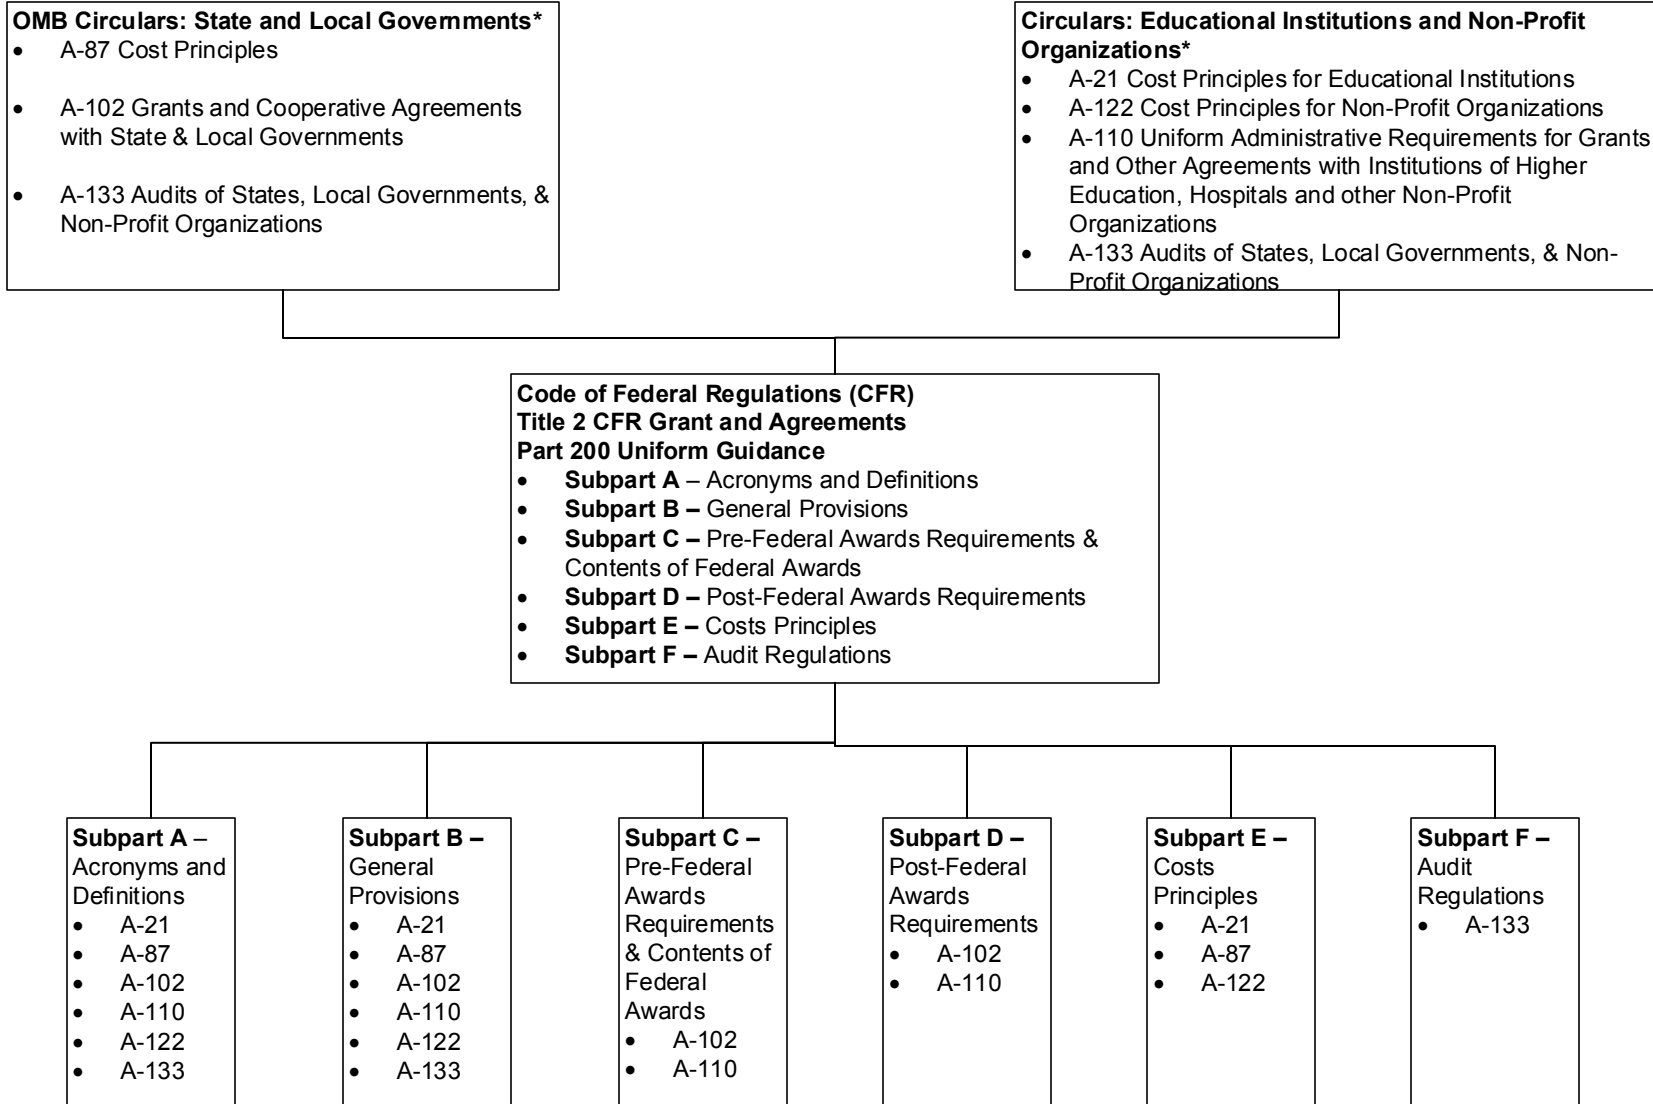 OMB Circulars: State and Local Governments*
• A-87 Cost Principles
• A-102 Grants and Cooperative Agreements
with State & Local Governments
• A-133 Audits of States, Local Governments, &
Non-Profit Organizations
Circulars: Educational Institutions and Non-Profit
Organizations*
• A-21 Cost Principles for Educational Institutions
• A-122 Cost Principles for Non-Profit Organizations
• A-110 Uniform Administrative Requirements for Grants
and Other Agreements with Institutions of Higher
Education, Hospitals and other Non-Profit
Organizations
• A-133 Audits of States, Local Governments, & Non-
Profit Organizations
Code of Federal Regulations (CFR)
Title 2 CFR Grant and Agreements
Part 200 Uniform Guidance
• Subpart A – Acronyms and Definitions
• Subpart B – General Provisions
• Subpart C – Pre-Federal Awards Requirements &
Contents of Federal Awards
• Subpart D – Post-Federal Awards Requirements
• Subpart E – Costs Principles
• Subpart F – Audit Regulations
Subpart A –
Acronyms and
Definitions
• A-21
• A-87
• A-102
• A-110
• A-122
• A-133
Subpart B –
General
Provisions
• A-21
• A-87
• A-102
• A-110
• A-122
• A-133
Subpart C –
Pre-Federal
Awards
Requirements
& Contents of
Federal
Awards
• A-102
• A-110
Subpart D –
Post-Federal
Awards
Requirements
• A-102
• A-110
Subpart E –
Costs
Principles
• A-21
• A-87
• A-122
Subpart F –
Audit
Regulations
• A-133